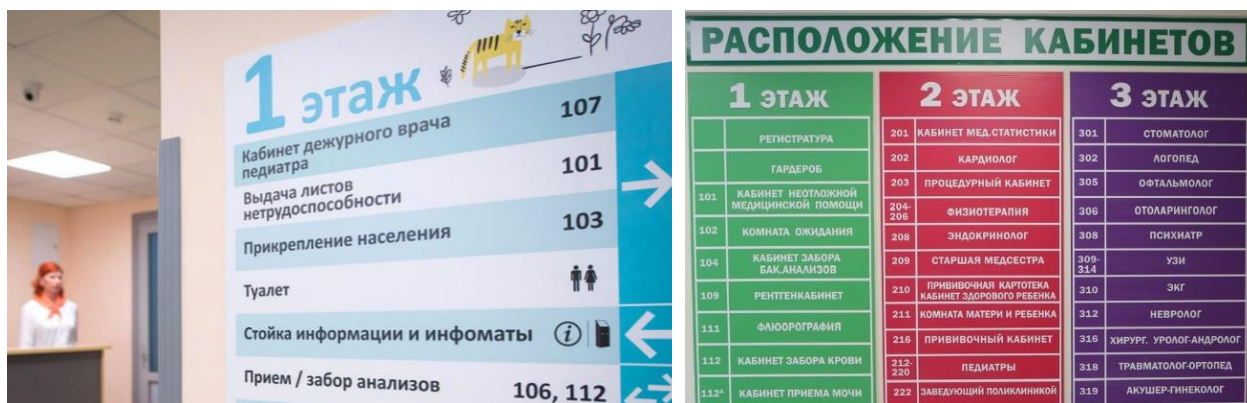 1 этаж
Кабинет дежурного врача 107
педиатра
Выдача листов 101
нетрудоспособности
Прикрепление населения 103
Туалет
Стойка информации и инфоматы i
Прием / забор анализов 106, 112
РАСПОЛОЖЕНИЕ КАБИНЕТОВ
1 ЭТАЖ
РЕГИСТРАТУРА
ГАРДЕРОБ
101 КАБИНЕТ НЕОТЛОЖНОЙ
МЕДИЦИНСКОЙ ПОМОЩИ
102 КОМНАТА ОЖИДАНИЯ
104 КАБИНЕТ ЗАБОРА
БАК.АНАЛИЗОВ
109 РЕНТГЕНКАБИНЕТ
111 ФЛЮОРОГРАФИЯ
112 КАБИНЕТ ЗАБОРА КРОВИ
112А КАБИНЕТ ПРИЕМА МОЧИ
2 ЭТАЖ
201 КАБИНЕТ МЕД.СТАТИСТИКИ
202 КАРДИОЛОГ
203 ПРОЦЕДУРНЫЙ КАБИНЕТ
204-
206 ФИЗИОТЕРАПИЯ
208 ЭНДОКРИНОЛОГ
209 СТАРШАЯ МЕДСЕСТРА
210 ПРИВИВОЧНАЯ КАРТОТЕКА
КАБИНЕТ ЗДОРОВОГО РЕБЕНКА
211 КОМНАТА МАТЕРИ И РЕБЕНКА
216 ПРИВИВОЧНЫЙ КАБИНЕТ
212-
220 ПЕДИАТРЫ
222 ЗАВЕДУЮЩИЙ ПОЛИКЛИНИКОЙ
3 ЭТАЖ
301 СТОМАТОЛОГ
302 ЛОГОПЕД
305 ОФТАЛЬМОЛОГ
306 ОТОЛАРИНГОЛОГ
308 ПСИХИАТР
309-
314 УЗИ
310 ЭКГ
312 НЕВРОЛОГ
316 ХИРУРГ. УРОЛОГ-АНДРОЛОГ
318 ТРАВМАТОЛОГ-ОРТОПЕД
319 АКУШЕР-ГИНЕКОЛОГ